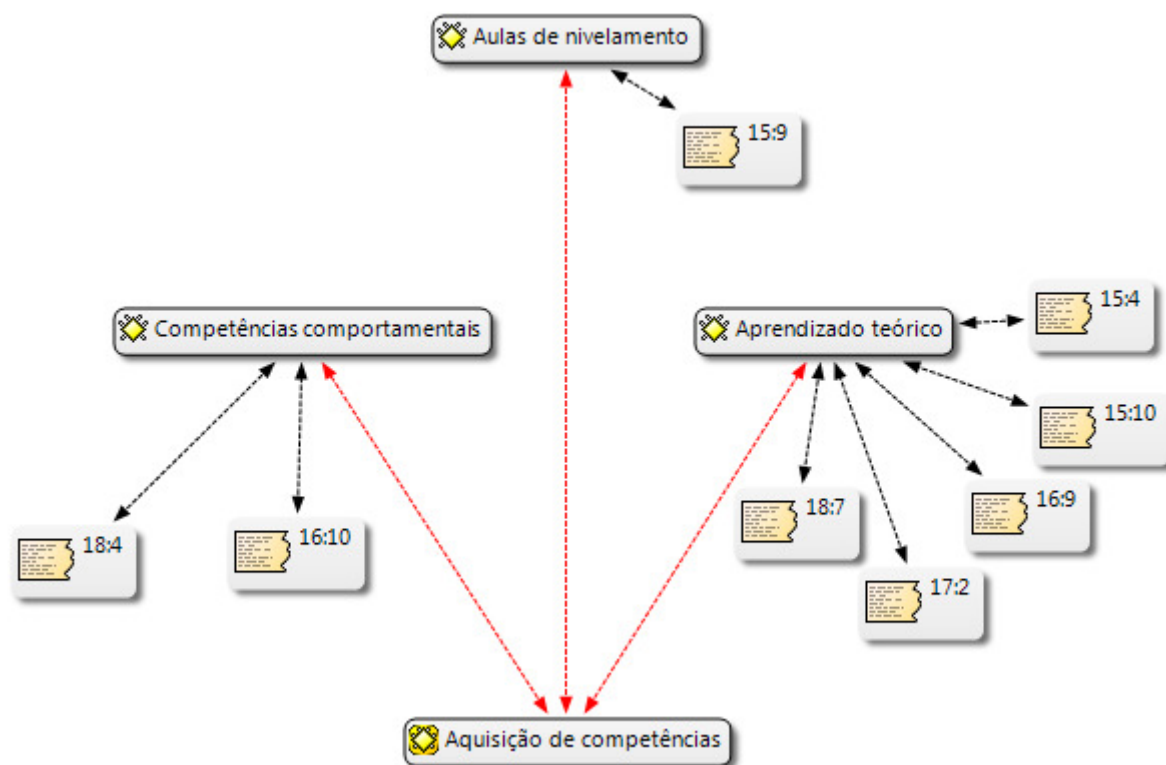 Aulas de nivelamento
15:9
Competências comportamentais
Aprendizado teórico
15:4
15:10
16:9
18:7
17:2
18:4
16:10
Aquisição de competências